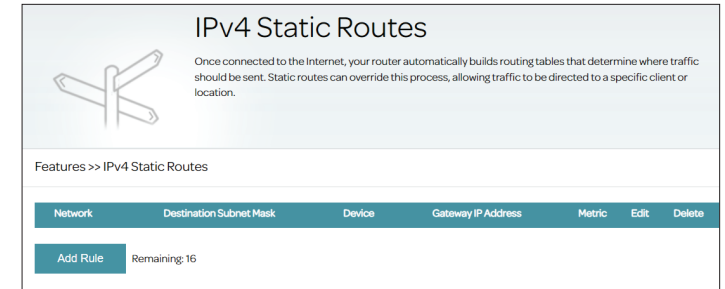 IPv4 Static Routes
Once connected to the Internet, your router automatically builds routing tables that determine where traffic
should be sent. Static routes can override this process, allowing traffic to be directed to a specific client or
location.
Features >> IPv4 Static Routes
Network Destination Subnet Mask Device Gateway IP Address Metric Edit Delete
Add Rule Remaining: 16